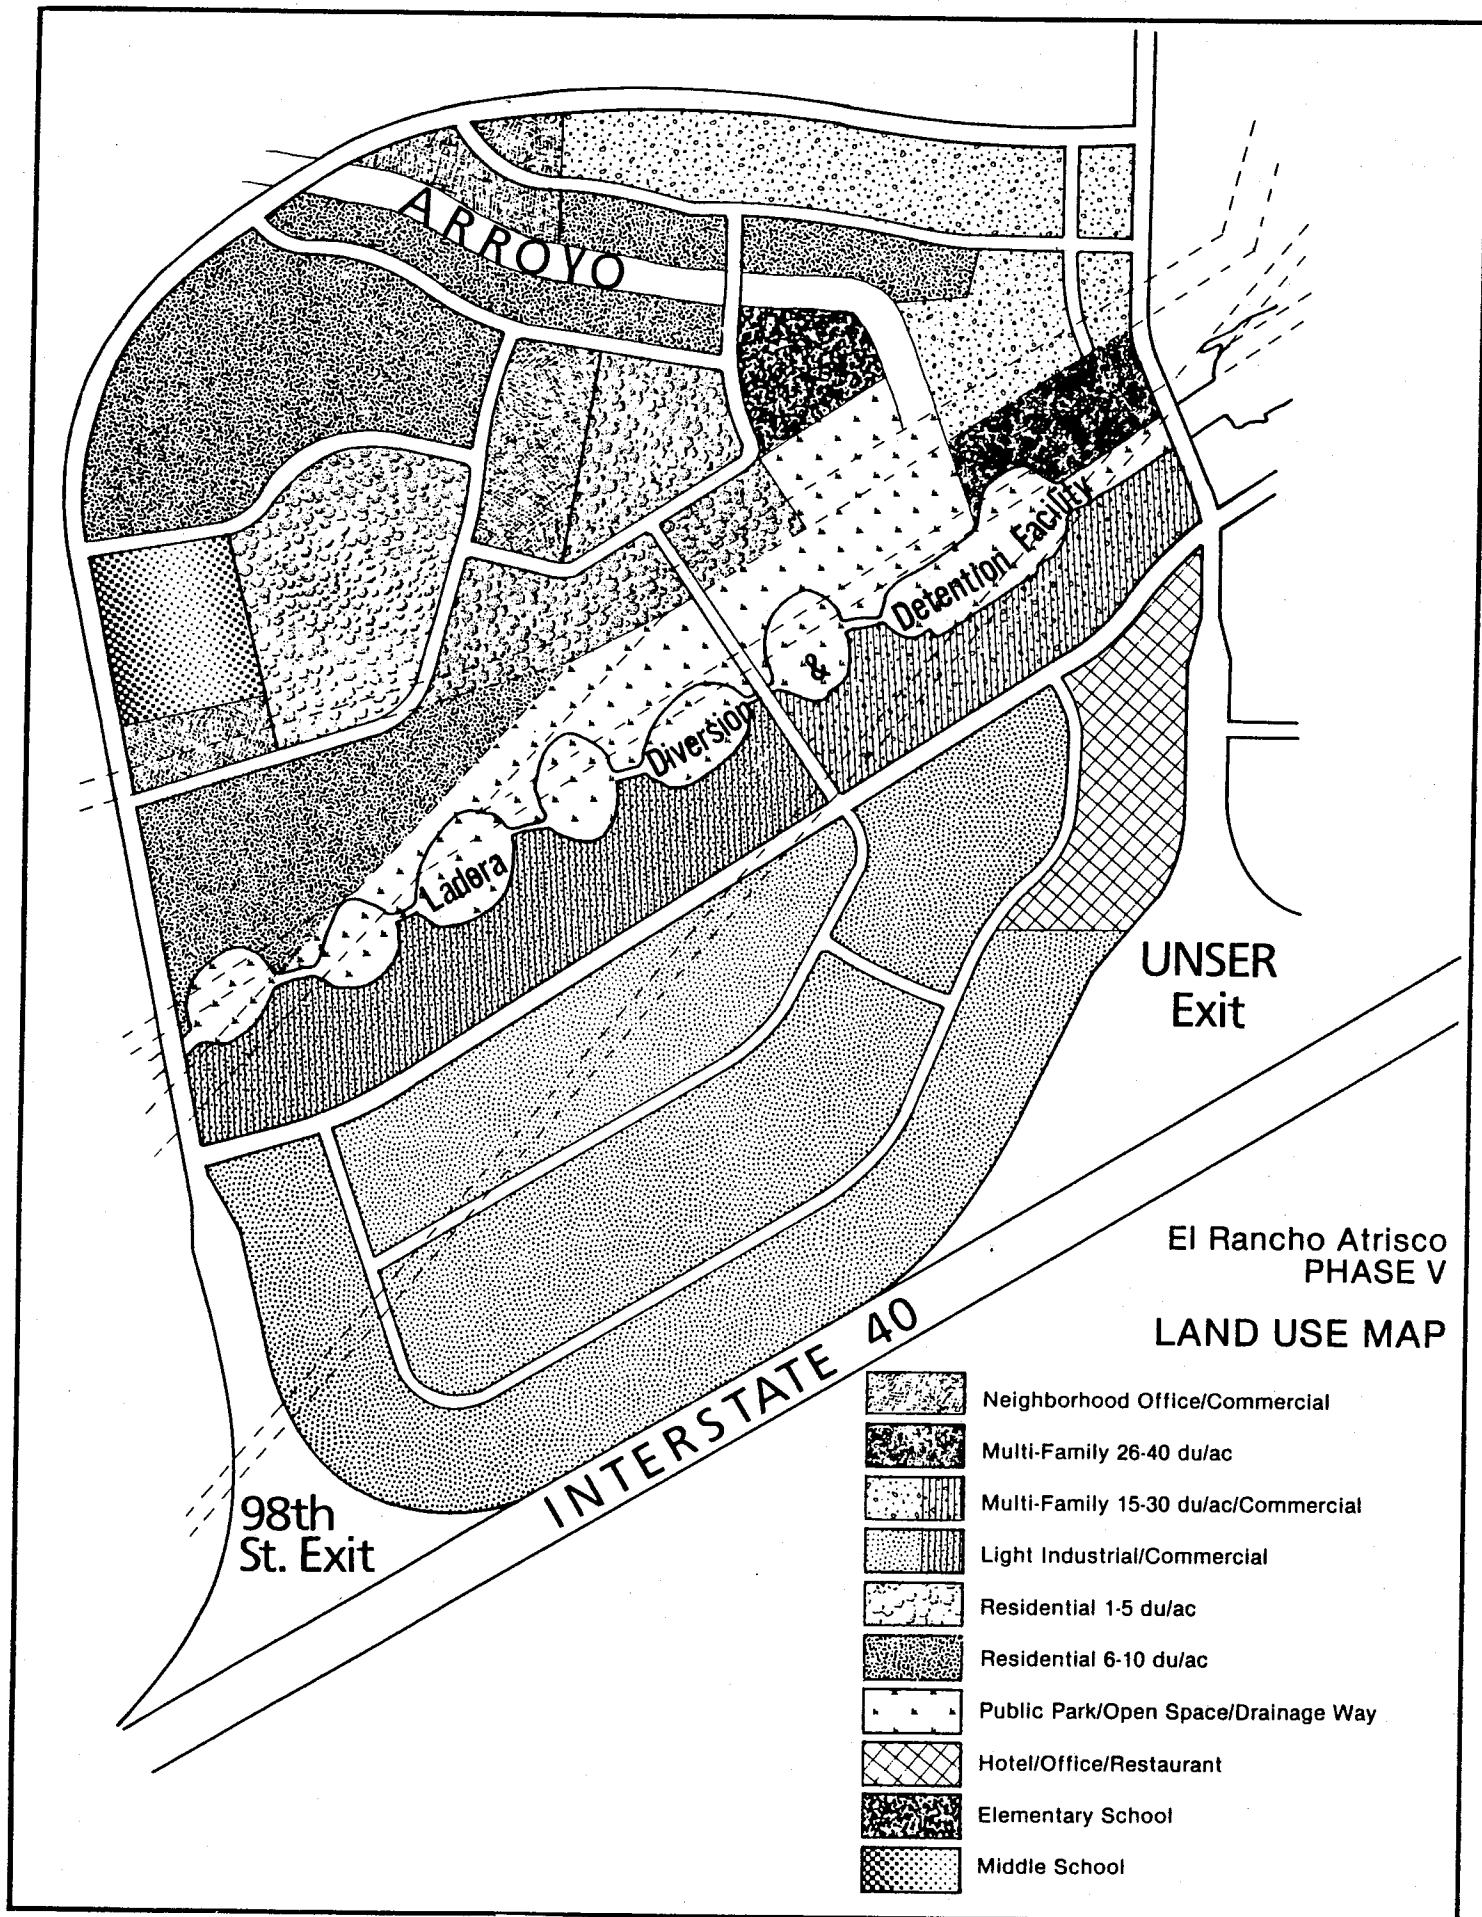 ARROYO
Detention Facility
&
Diversion
Ladera
UNSER
Exit
El Rancho Atrisco
PHASE V
LAND USE MAP
INTERSTATE 40
98th
St. Exit
Neighborhood Office/Commercial
Multi-Family 26-40 du/ac
Multi-Family 15-30 du/ac/Commercial
Light Industrial/Commercial
Residential 1-5 du/ac
Residential 6-10 du/ac
Public Park/Open Space/Drainage Way
Hotel/Office/Restaurant
Elementary School
Middle School